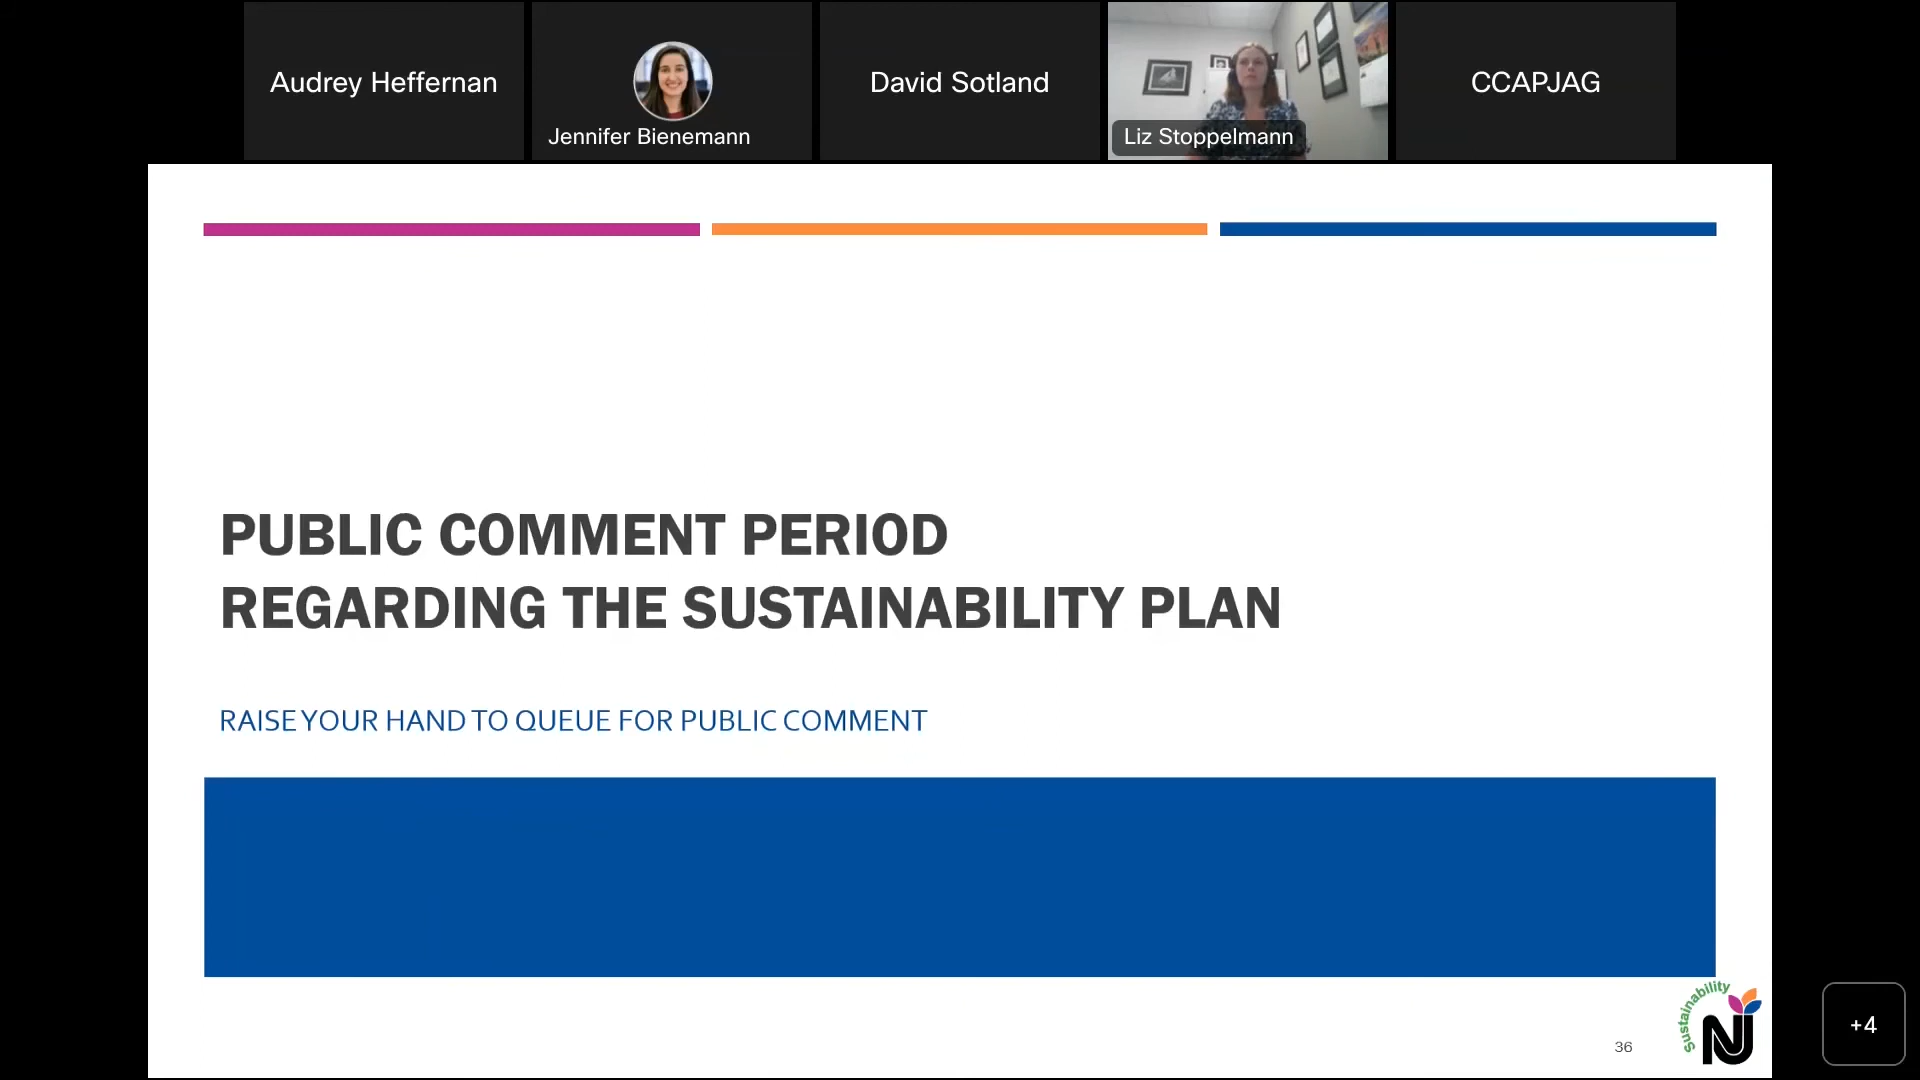 Audrey Heffernan
Jennifer Bienemann
David Sotland
Liz Stoppelmann
CCAPJAG
PUBLIC COMMENT PERIOD
REGARDING THE SUSTAINABILITY PLAN
RAISE YOUR HAND TO QUEUE FOR PUBLIC COMMENT
36
Sustainability
NJ
+4